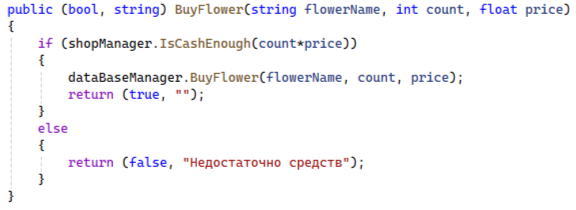 public (bool, string) BuyFlower(string flowerName, int count, float price)
{
if (shopManager.IsCashEnough(count*price))
{
dataBaseManager.BuyFlower(flowerName, count, price);
return (true, "");
}
else
{
return (false, "Недостаточно средств");
}
}